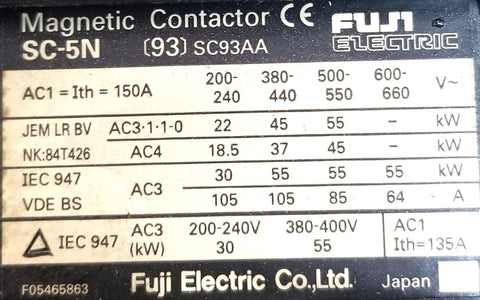 Magnetic Contactor CE FUJI
SC-5N (93) SC93AA ELECTRIC
AC1 = Ith = 150A 200-240 380-440 500-550 600-660 V~
JEM LR BV AC3·1·1-0 22 45 55 – kW
NK:84T426 AC4 18.5 37 45 – kW
IEC 947 AC3 30 55 55 55 kW
VDE BS 105 105 85 64 A
△ IEC 947 AC3 (kW) 200-240V 380-400V AC1
30 55 Ith=135A
F05465863 Fuji Electric Co.,Ltd. Japan